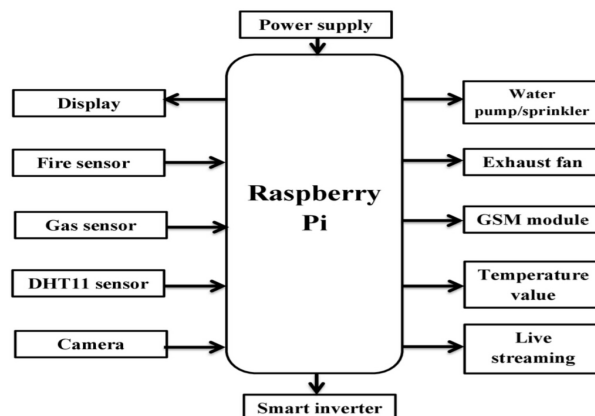 Power supply
Display
Fire sensor
Gas sensor
DHT11 sensor
Camera
Raspberry
Pi
Water
pump/sprinkler
Exhaust fan
GSM module
Temperature
value
Live
streaming
Smart inverter